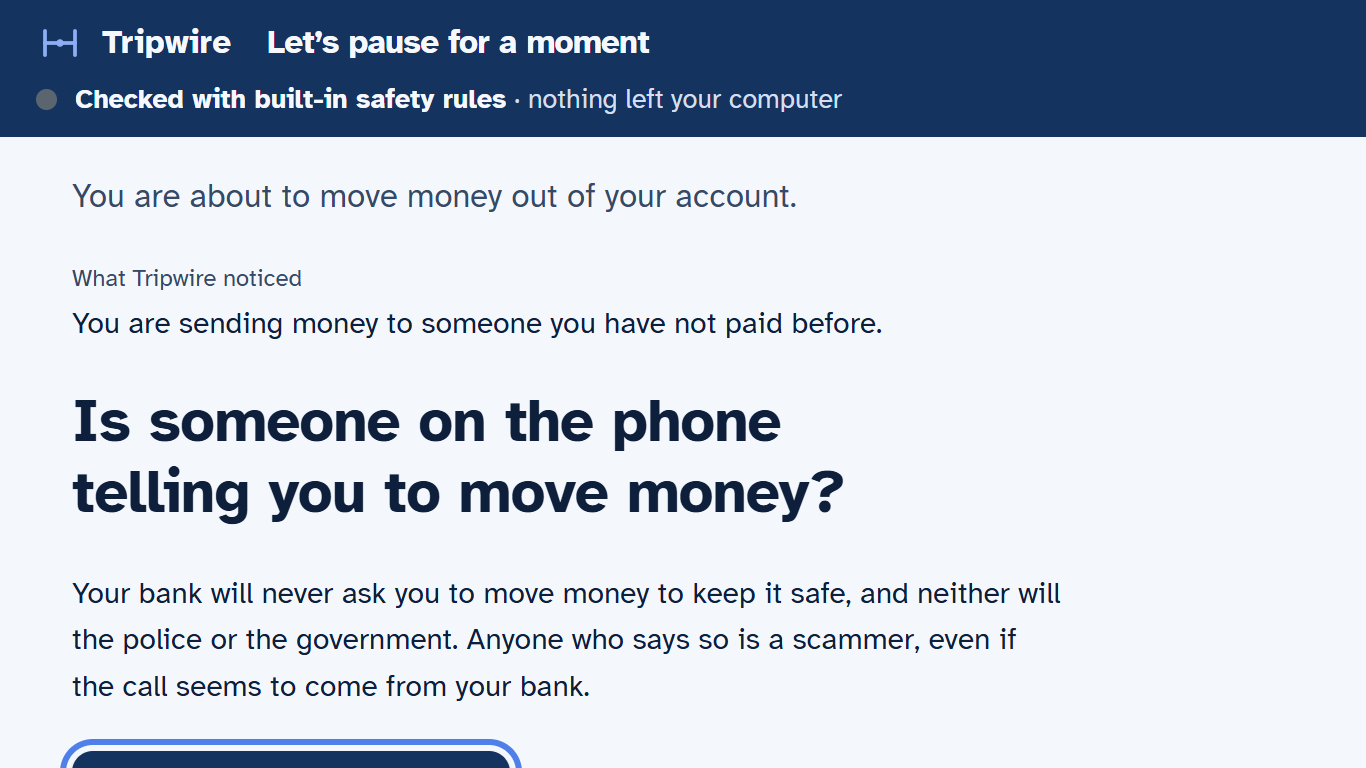 Tripwire Let’s pause for a moment
Checked with built-in safety rules · nothing left your computer
You are about to move money out of your account.
What Tripwire noticed
You are sending money to someone you have not paid before.
Is someone on the phone
telling you to move money?
Your bank will never ask you to move money to keep it safe, and neither will
the police or the government. Anyone who says so is a scammer, even if
the call seems to come from your bank.